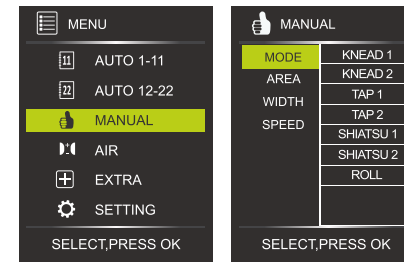 MENU
11 AUTO 1-11
22 AUTO 12-22
MANUAL
AIR
EXTRA
SETTING
SELECT,PRESS OK
MANUAL
MODE
AREA
WIDTH
SPEED
KNEAD 1
KNEAD 2
TAP 1
TAP 2
SHIATSU 1
SHIATSU 2
ROLL
SELECT,PRESS OK